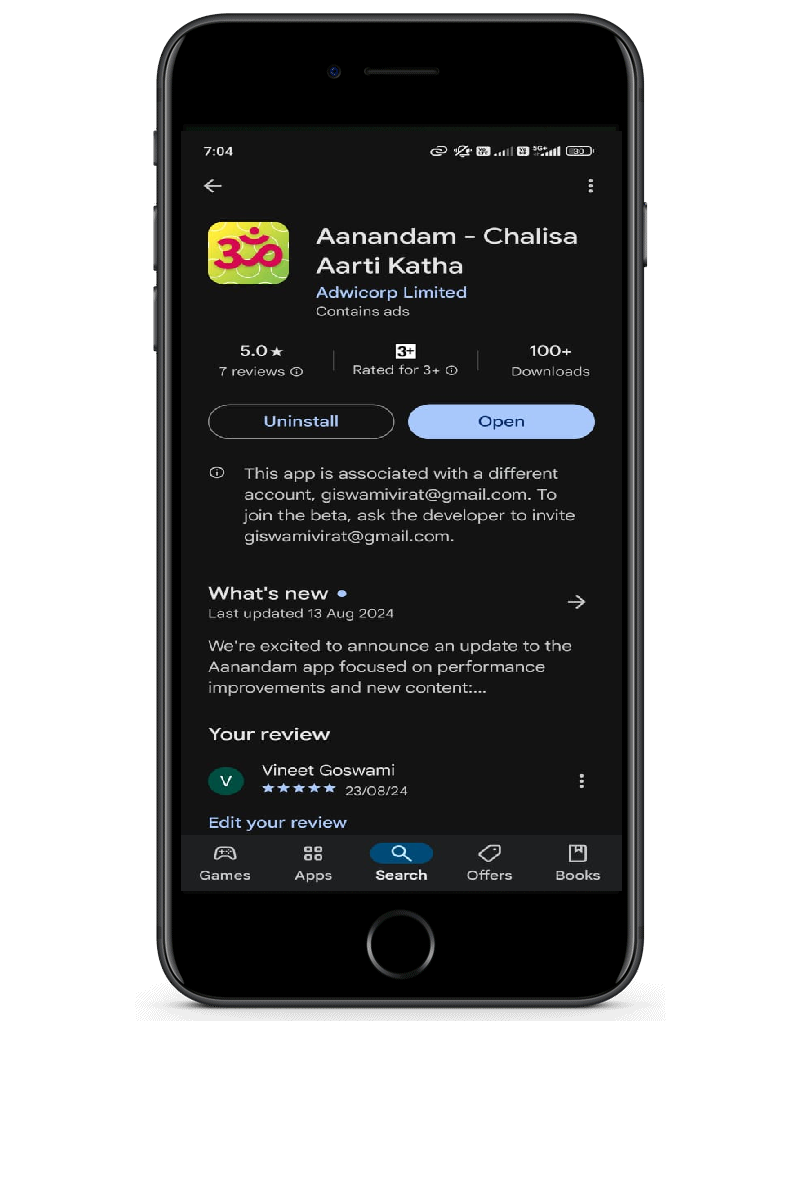 7:04
5G+
30
Aanandam - Chalisa
Aarti Katha
Adwicorp Limited
Contains ads
ॐ
5.0★ 3+ 100+
7 reviews Rated for 3+ Downloads
Uninstall Open
This app is associated with a different
account, giswamivirat@gmail.com. To
join the beta, ask the developer to invite
giswamivirat@gmail.com.
What's new
Last updated 13 Aug 2024
We're excited to announce an update to the
Aanandam app focused on performance
improvements and new content:...
Your review
V
Vineet Goswami
★★★★★ 23/08/24
Edit your review
Games Apps Search Offers Books